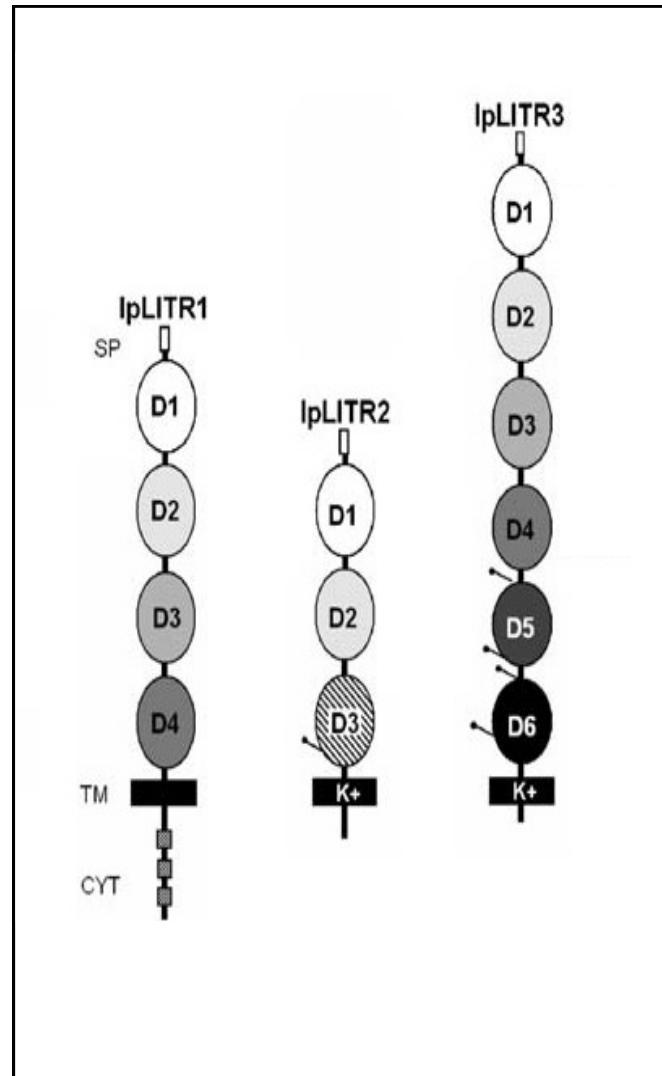 IpLITR1
SP
D1
D2
D3
D4
TM
CYT
IpLITR2
D1
D2
D3
K+
IpLITR3
D1
D2
D3
D4
D5
D6
K+